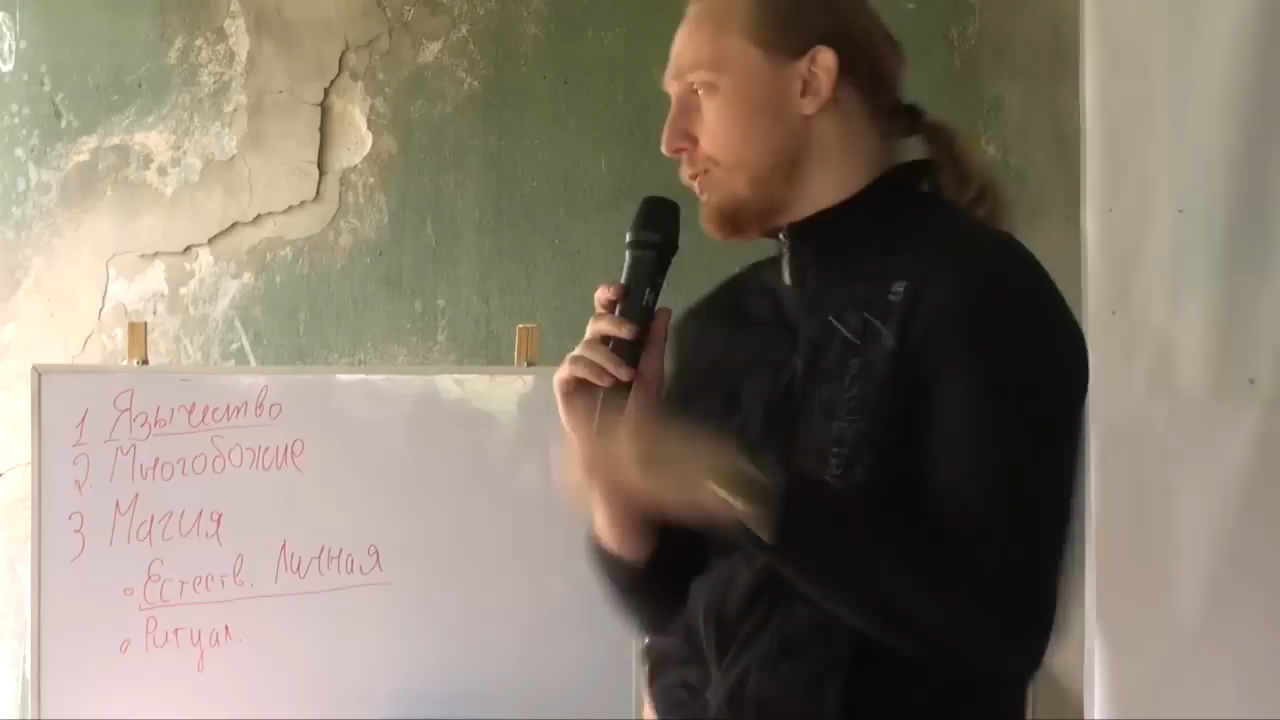 1 Язычество
2. Многобожие
3 Магия
Естеств. Личная
Ритуал.